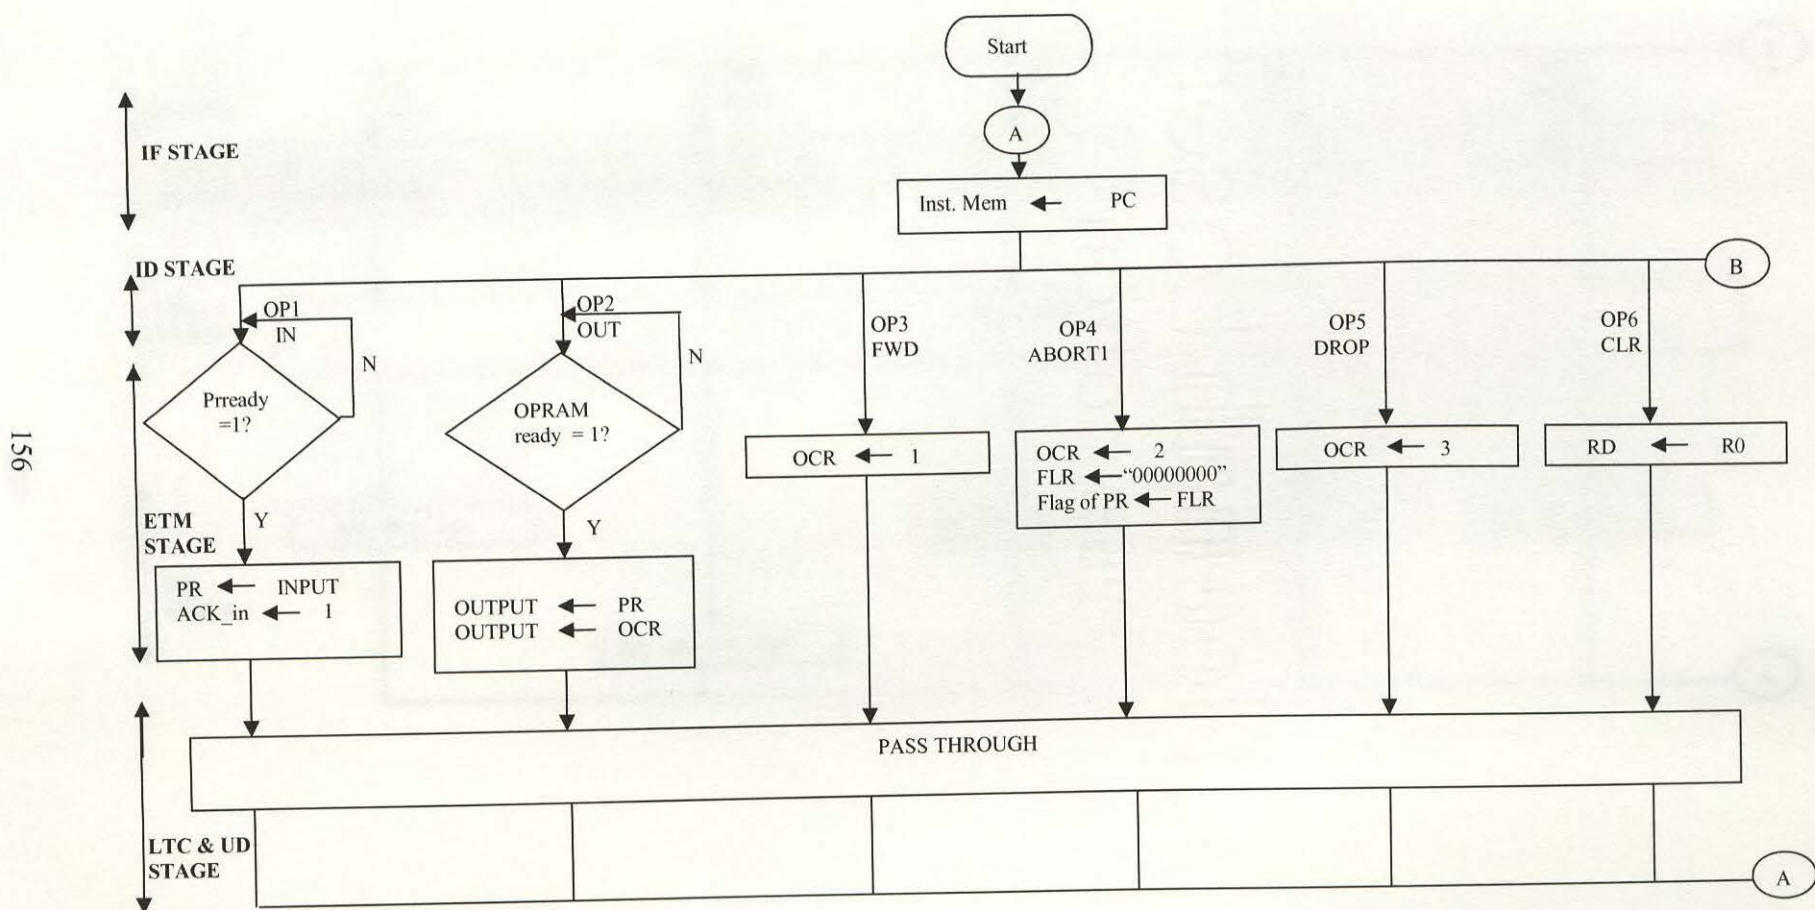 Start
A
IF STAGE
Inst. Mem ← PC
ID STAGE
B
OP1
IN
N
OP2
OUT
N
OP3
FWD
OP4
ABORT1
OP5
DROP
OP6
CLR
Prready
=1?
OPRAM
ready = 1?
OCR ← 1
OCR ← 2
FLR ← “00000000”
Flag of PR ← FLR
OCR ← 3
RD ← R0
Y
Y
ETM
STAGE
PR ← INPUT
ACK_in ← 1
OUTPUT ← PR
OUTPUT ← OCR
PASS THROUGH
LTC & UD
STAGE
A
156